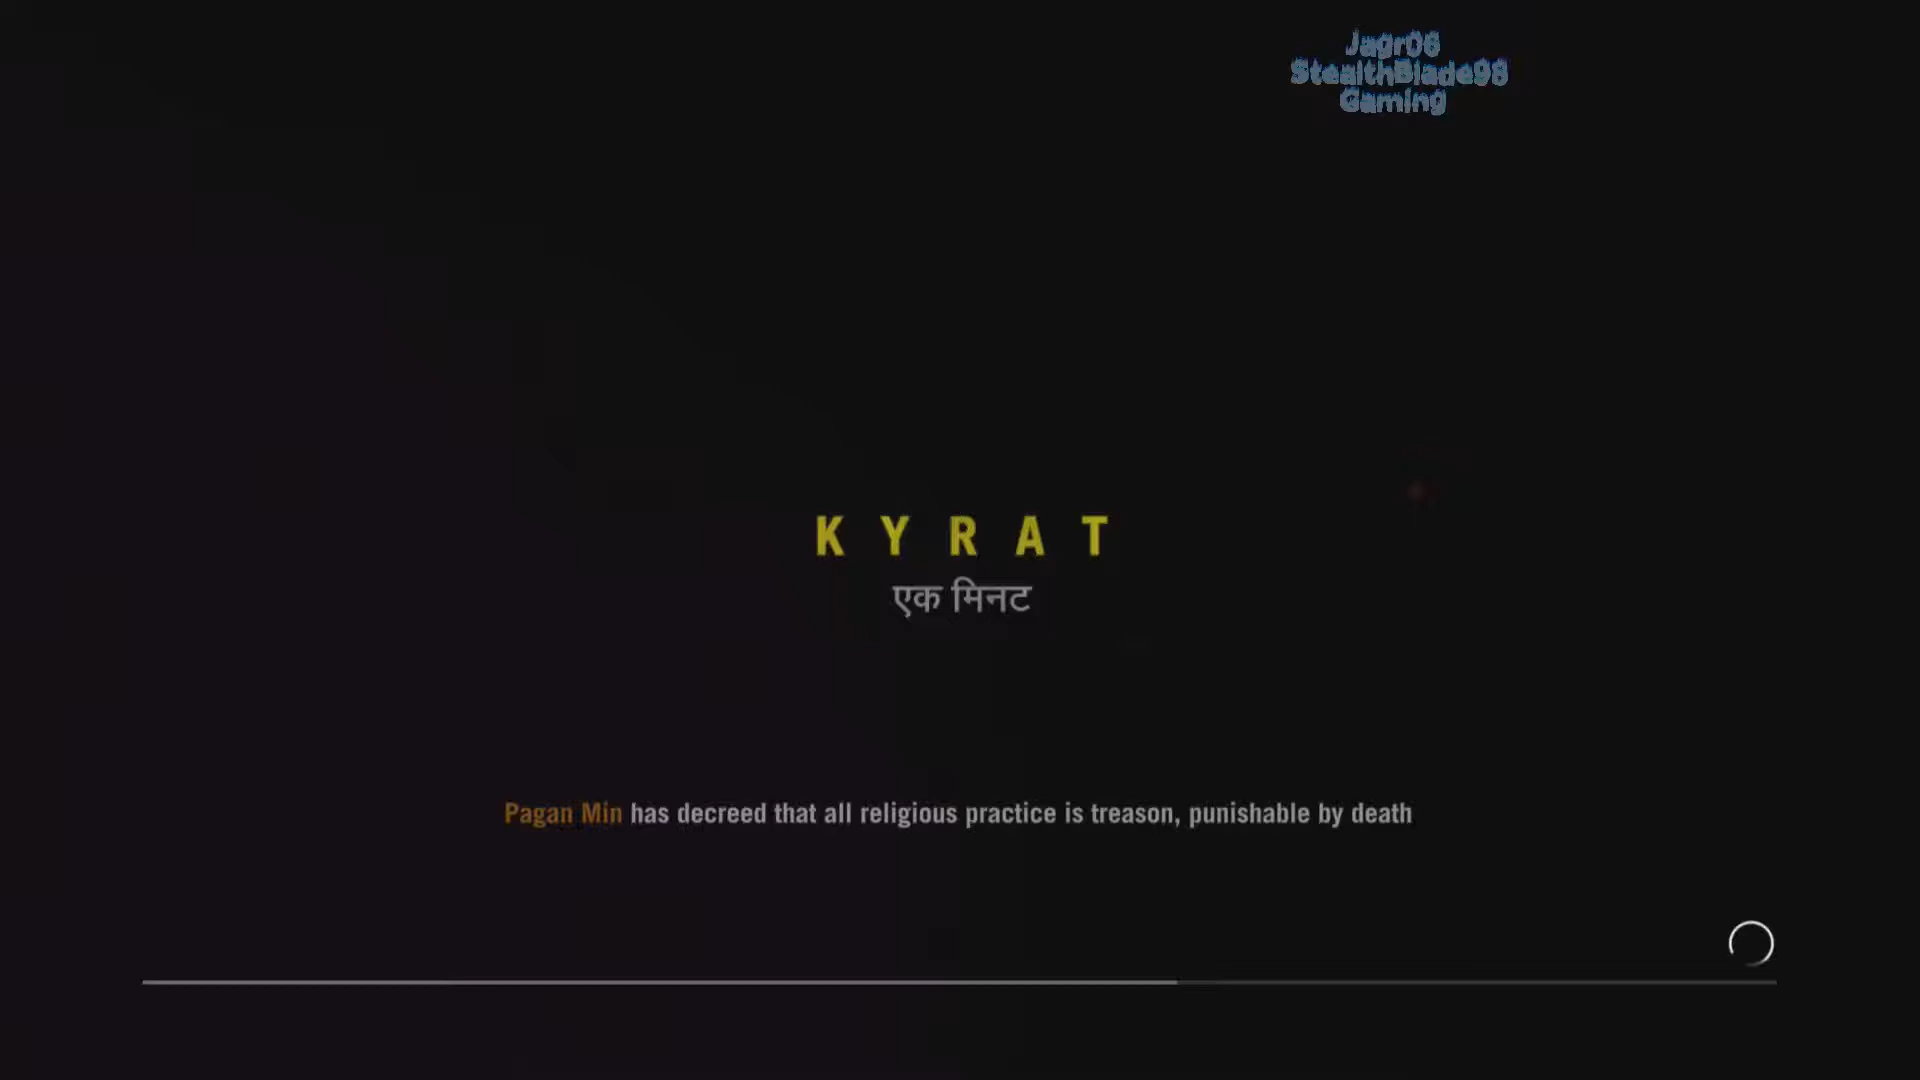 Jagr06
StealthBlade98
Gaming
K Y R A T
एक मिनट
Pagan Min has decreed that all religious practice is treason, punishable by death